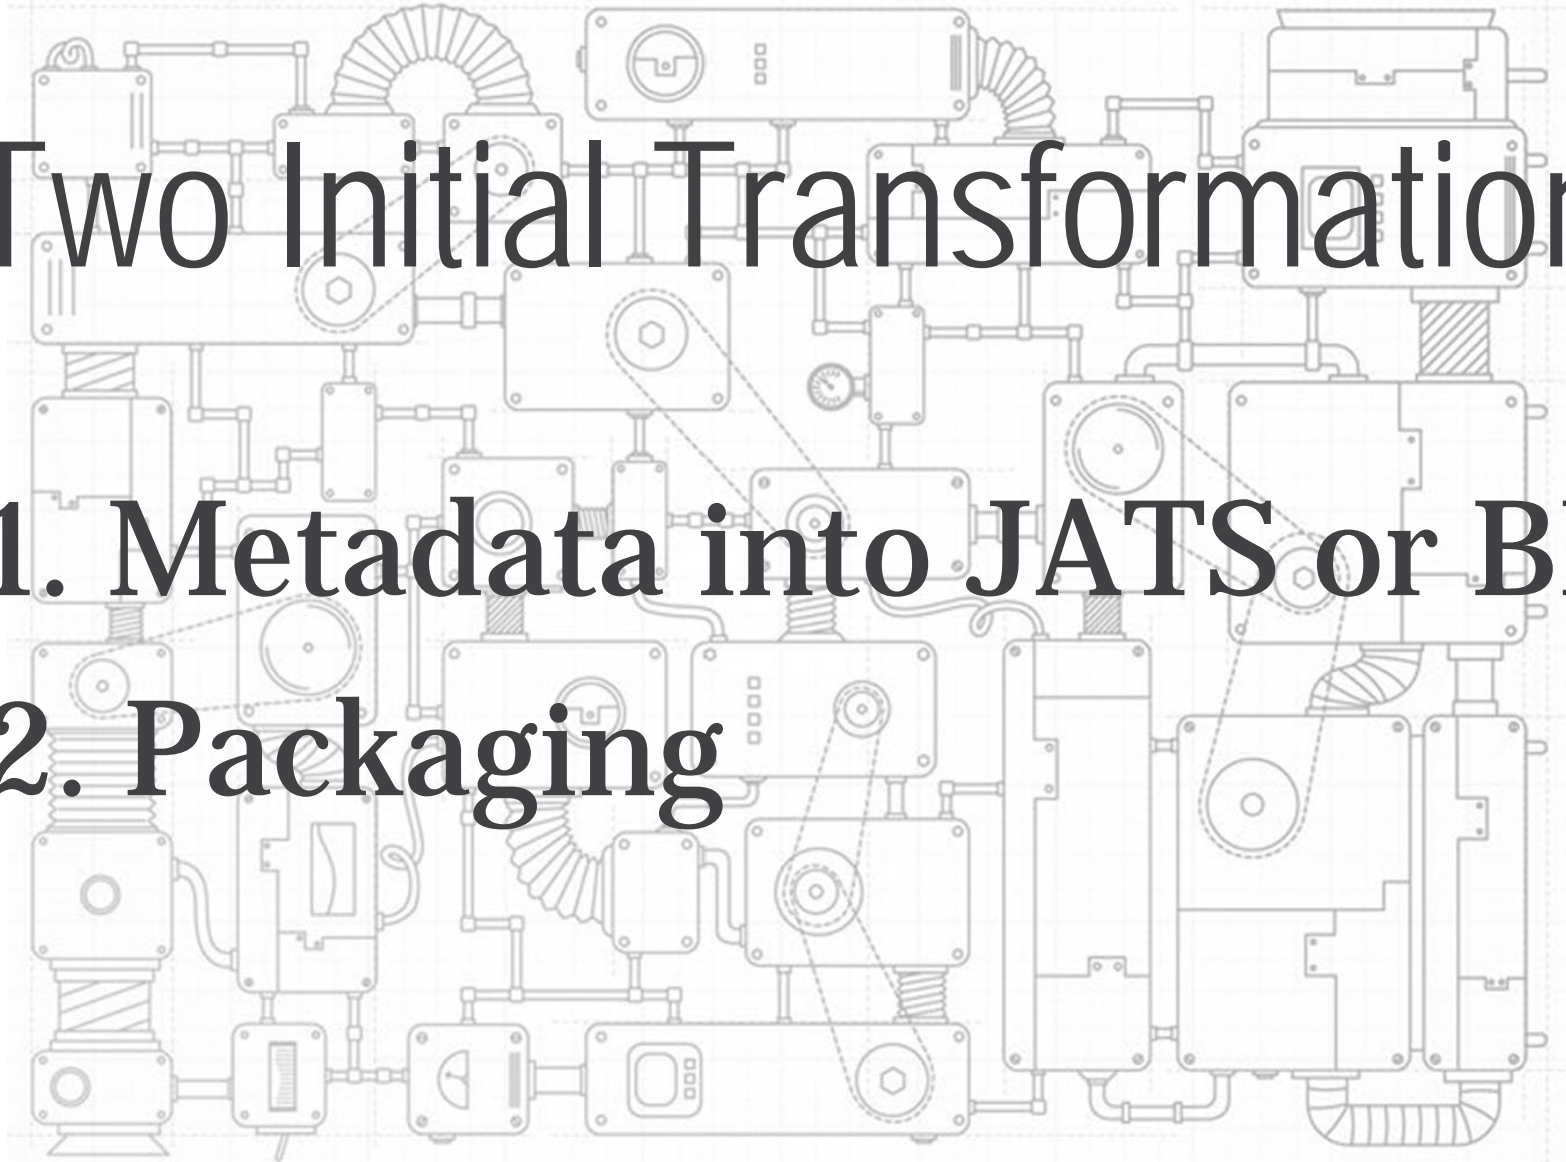 Two Initial Transformation
1. Metadata into JATS or B
2. Packaging